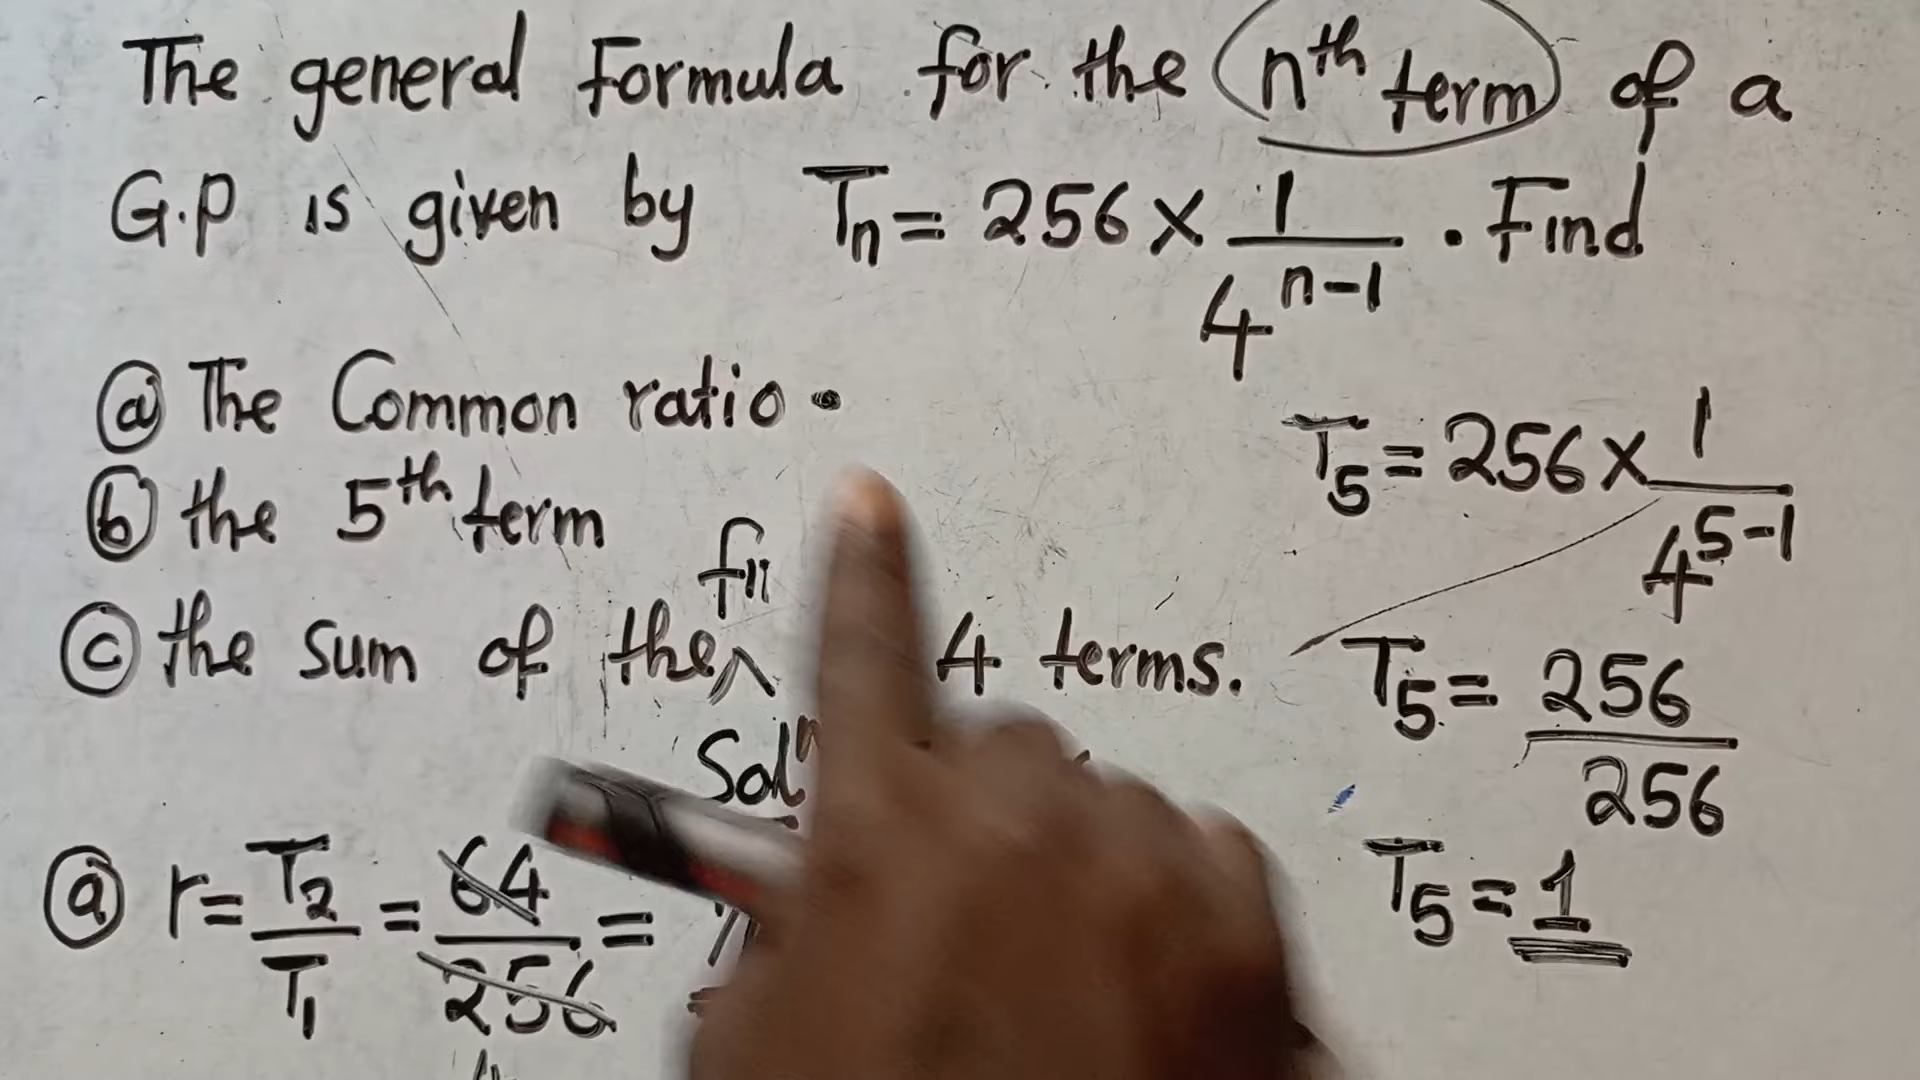 The general Formula for the nth term of a
G.P is given by Tn = 256 × 1/4^(n-1) . Find
(a) The Common ratio.
(b) the 5th term
(c) the sum of the 4 terms.
Solⁿ
(a) r = T2/T1 = 64/256 =
T5 = 256 × 1/4^(5-1)
T5 = 256/256
T5 = 1